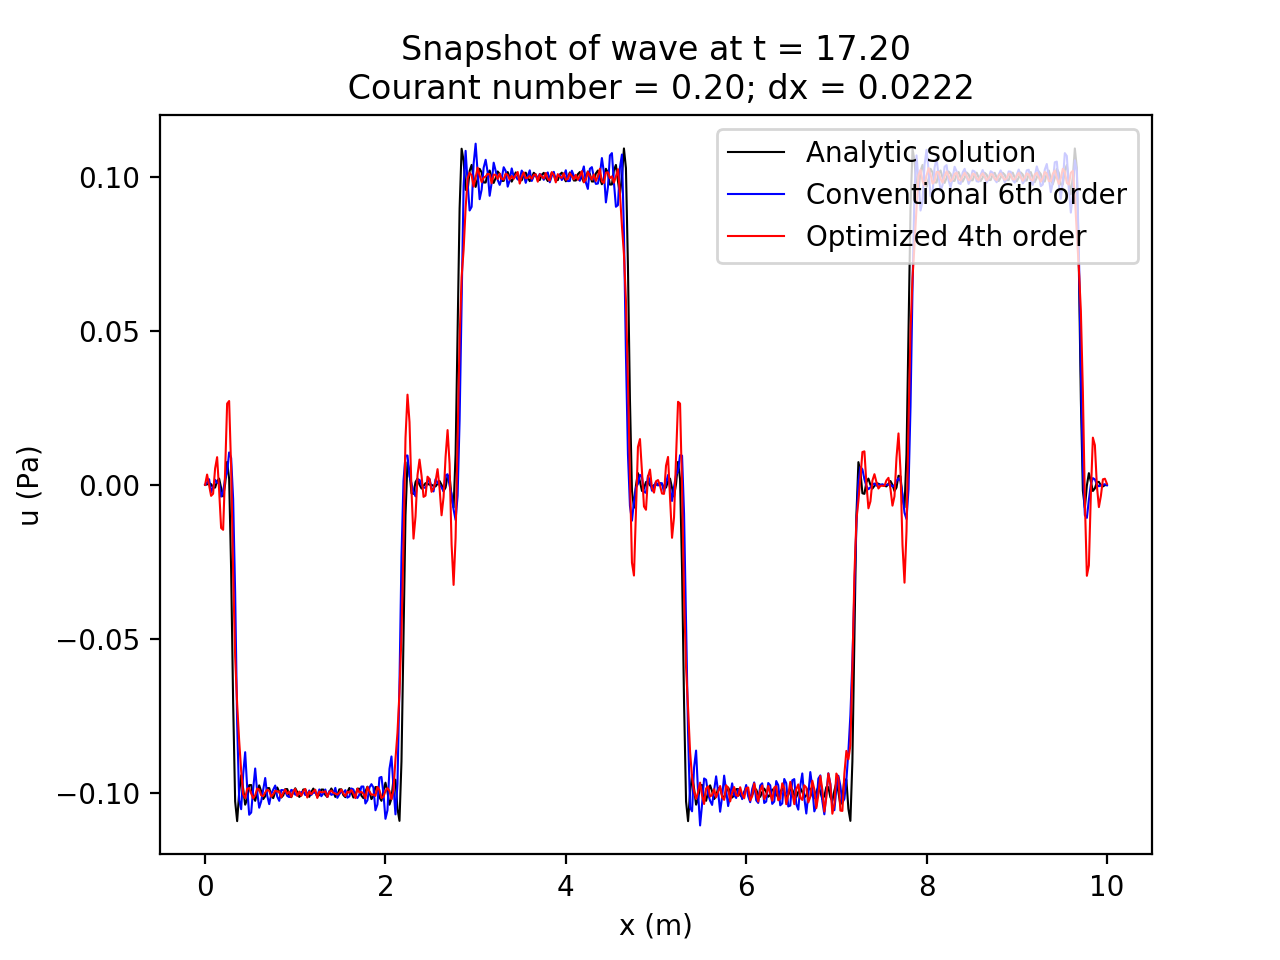 Snapshot of wave at t = 17.20
Courant number = 0.20; dx = 0.0222
Analytic solution
Conventional 6th order
Optimized 4th order
0.10
0.05
0.00
−0.05
−0.10
u (Pa)
0 2 4 6 8 10
x (m)